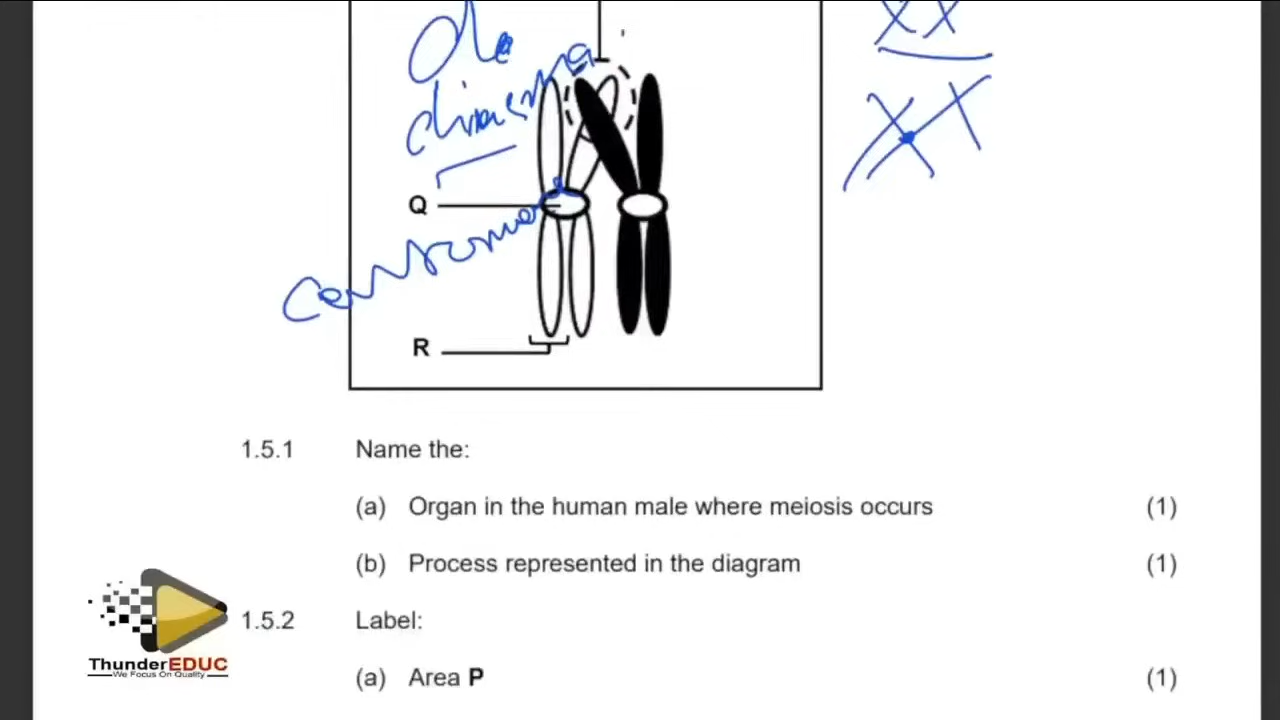 Q
R
1.5.1 Name the:
(a) Organ in the human male where meiosis occurs (1)
(b) Process represented in the diagram (1)
1.5.2 Label:
(a) Area P (1)
ThunderEDUC
We Focus On Quality